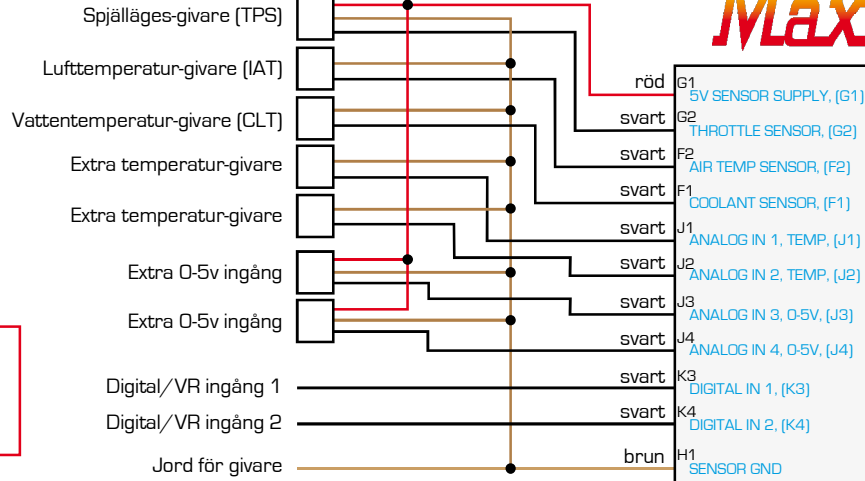 Max
Spjälläges-givare (TPS)
Lufttemperatur-givare (IAT)
Vattentemperatur-givare (CLT)
Extra temperatur-givare
Extra temperatur-givare
Extra 0-5v ingång
Extra 0-5v ingång
Digital/VR ingång 1
Digital/VR ingång 2
Jord för givare
röd G1
5V SENSOR SUPPLY, (G1)
svart G2
THROTTLE SENSOR, (G2)
svart F2
AIR TEMP SENSOR, (F2)
svart F1
COOLANT SENSOR, (F1)
svart J1
ANALOG IN 1, TEMP, (J1)
svart J2
ANALOG IN 2, TEMP, (J2)
svart J3
ANALOG IN 3, 0-5V, (J3)
svart J4
ANALOG IN 4, 0-5V, (J4)
svart K3
DIGITAL IN 1, (K3)
svart K4
DIGITAL IN 2, (K4)
brun H1
SENSOR GND